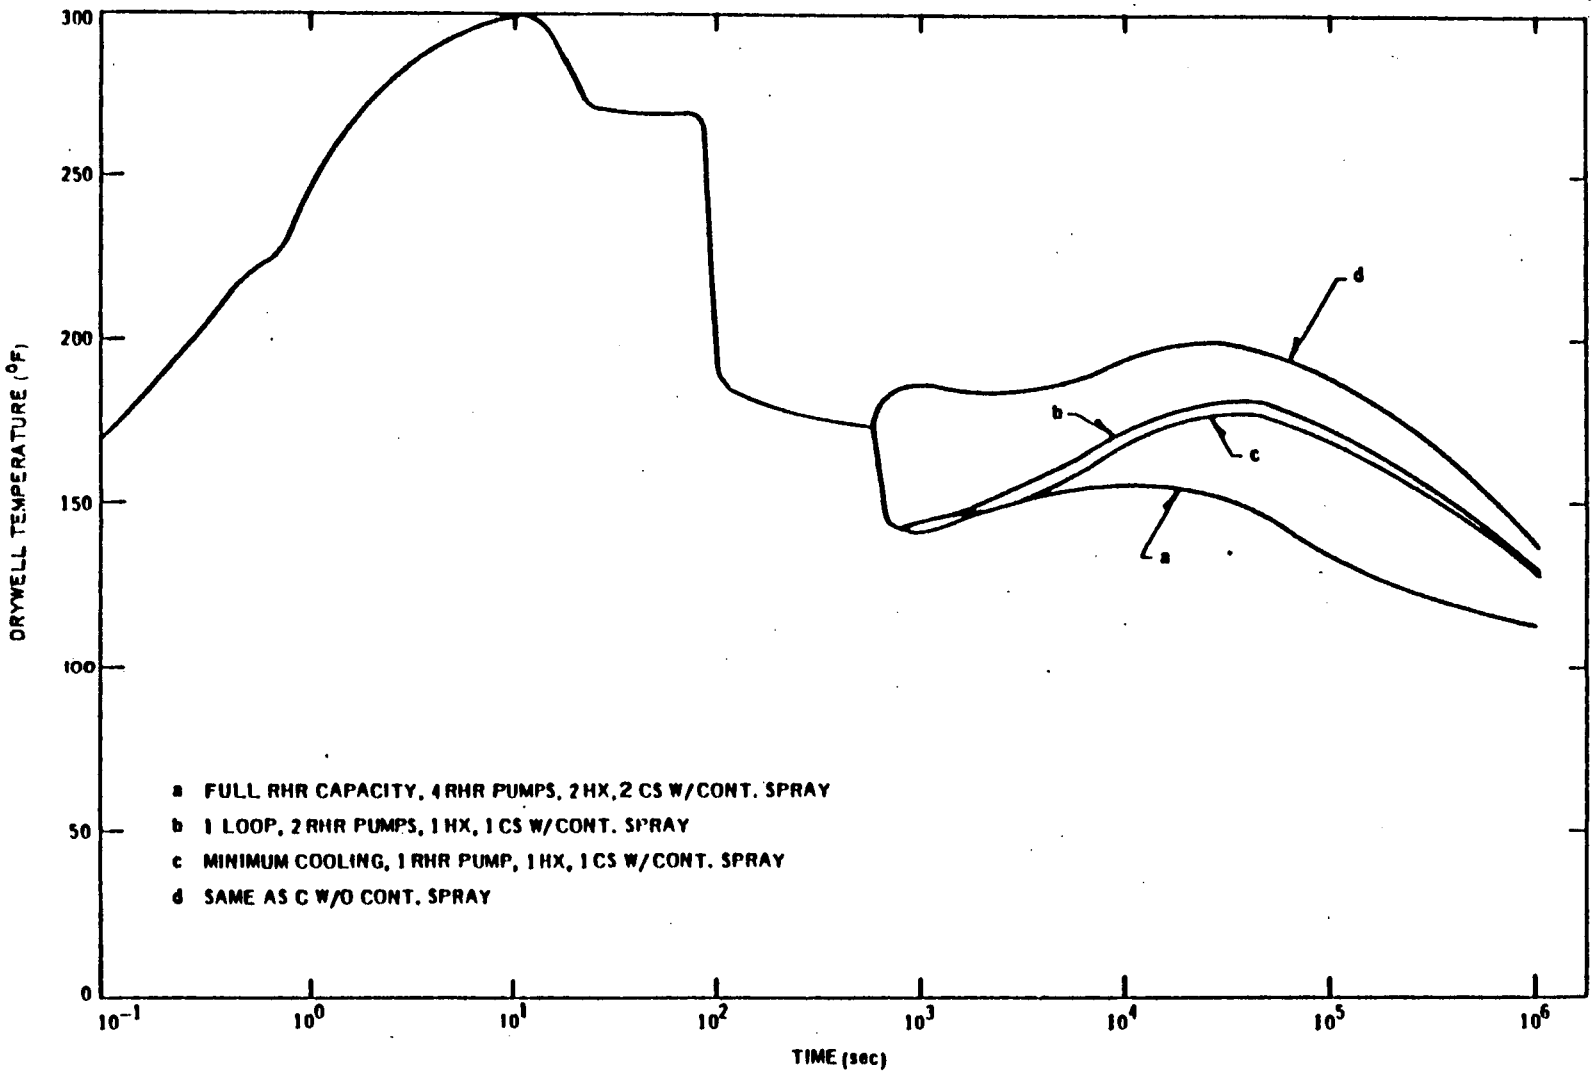 300
250
200
150
100
50
0
DRYWELL TEMPERATURE (°F)
d
b
c
a
a FULL RHR CAPACITY, 4 RHR PUMPS, 2 HX, 2 CS W/CONT. SPRAY
b 1 LOOP, 2 RHR PUMPS, 1 HX, 1 CS W/CONT. SPRAY
c MINIMUM COOLING, 1 RHR PUMP, 1 HX, 1 CS W/CONT. SPRAY
d SAME AS C W/O CONT. SPRAY
10⁻¹ 10⁰ 10¹ 10² 10³ 10⁴ 10⁵ 10⁶
TIME (sec)